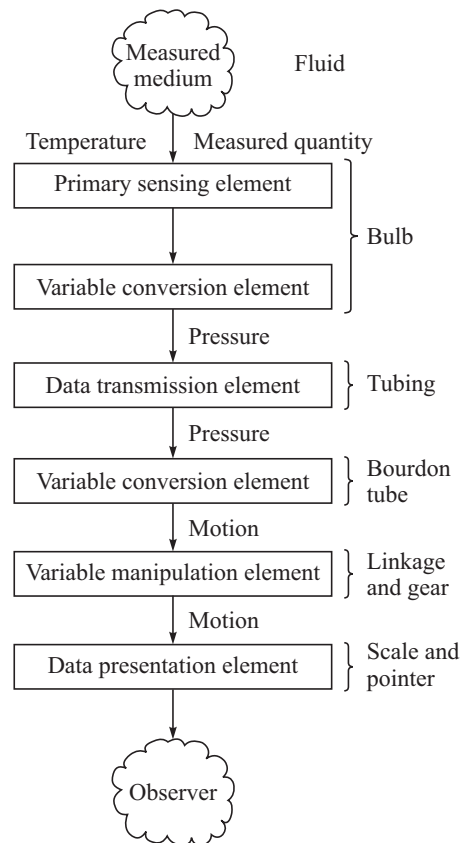 Measured
medium
Fluid
Temperature
Measured quantity
Primary sensing element
Bulb
Variable conversion element
Pressure
Data transmission element
Tubing
Pressure
Variable conversion element
Bourdon
tube
Motion
Variable manipulation element
Linkage
and gear
Motion
Data presentation element
Scale and
pointer
Observer